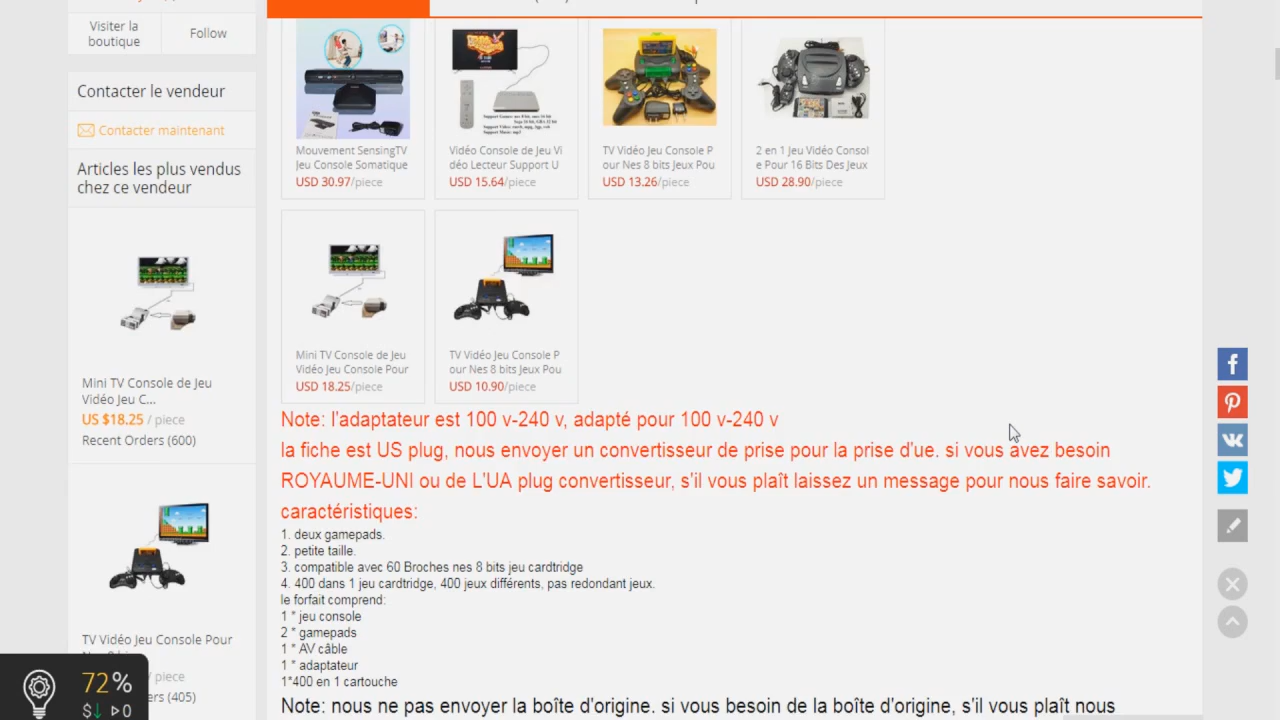 Visiter la
boutique
Follow
Contacter le vendeur
Contacter maintenant
Articles les plus vendus
chez ce vendeur
Mini TV Console de Jeu
Vidéo Jeu C...
US $18.25 / piece
Recent Orders (600)
TV Vidéo Jeu Console Pour
/ piece
ers (405)
72%
$↓ ▷0
Mouvement SensingTV
Jeu Console Somatique
USD 30.97/piece
Vidéo Console de Jeu Vi
déo Lecteur Support U
USD 15.64/piece
TV Vidéo Jeu Console P
our Nes 8 bits Jeux Pou
USD 13.26/piece
2 en 1 Jeu Vidéo Consol
e Pour 16 Bits Des Jeux
USD 28.90/piece
Mini TV Console de Jeu
Vidéo Jeu Console Pour
USD 18.25/piece
TV Vidéo Jeu Console P
our Nes 8 bits Jeu Pou
USD 10.90/piece
Note: l'adaptateur est 100 v-240 v, adapté pour 100 v-240 v
la fiche est US plug, nous envoyer un convertisseur de prise pour la prise d'ue. si vous avez besoin
ROYAUME-UNI ou de L'UA plug convertisseur, s'il vous plaît laissez un message pour nous faire savoir.
caractéristiques:
1. deux gamepads.
2. petite taille.
3. compatible avec 60 Broches nes 8 bits jeu cardtridge
4. 400 dans 1 jeu cardtridge, 400 jeux différents, pas redondant jeux.
le forfait comprend:
1 * jeu console
2 * gamepads
1 * AV câble
1 * adaptateur
1*400 en 1 cartouche
Note: nous ne pas envoyer la boîte d'origine. si vous besoin de la boîte d'origine, s'il vous plaît nous